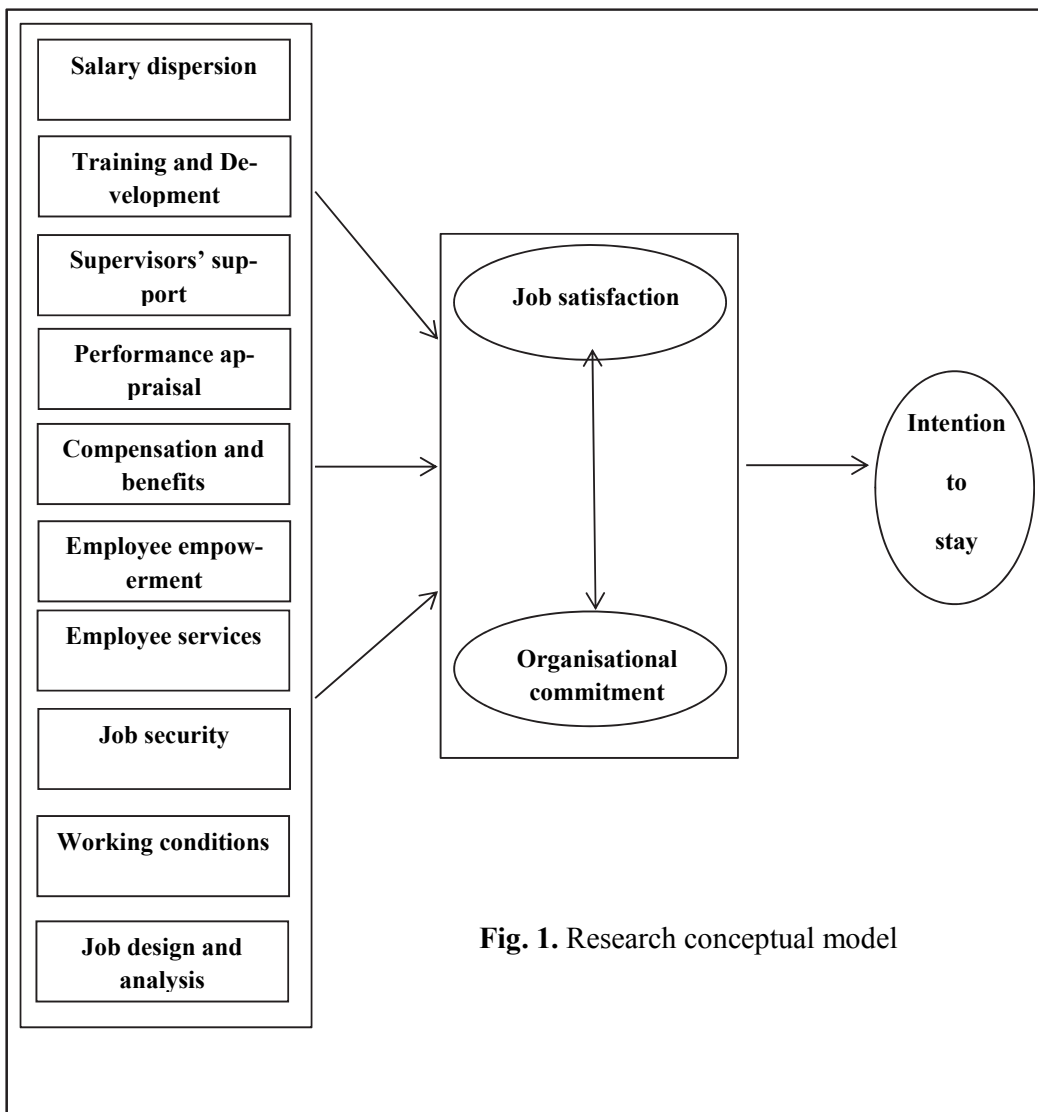 Salary dispersion
Training and De-
velopment
Supervisors’ sup-
port
Performance ap-
praisal
Compensation and
benefits
Employee empow-
erment
Employee services
Job security
Working conditions
Job design and
analysis
Job satisfaction
Organisational
commitment
Intention
to
stay
Fig. 1. Research conceptual model